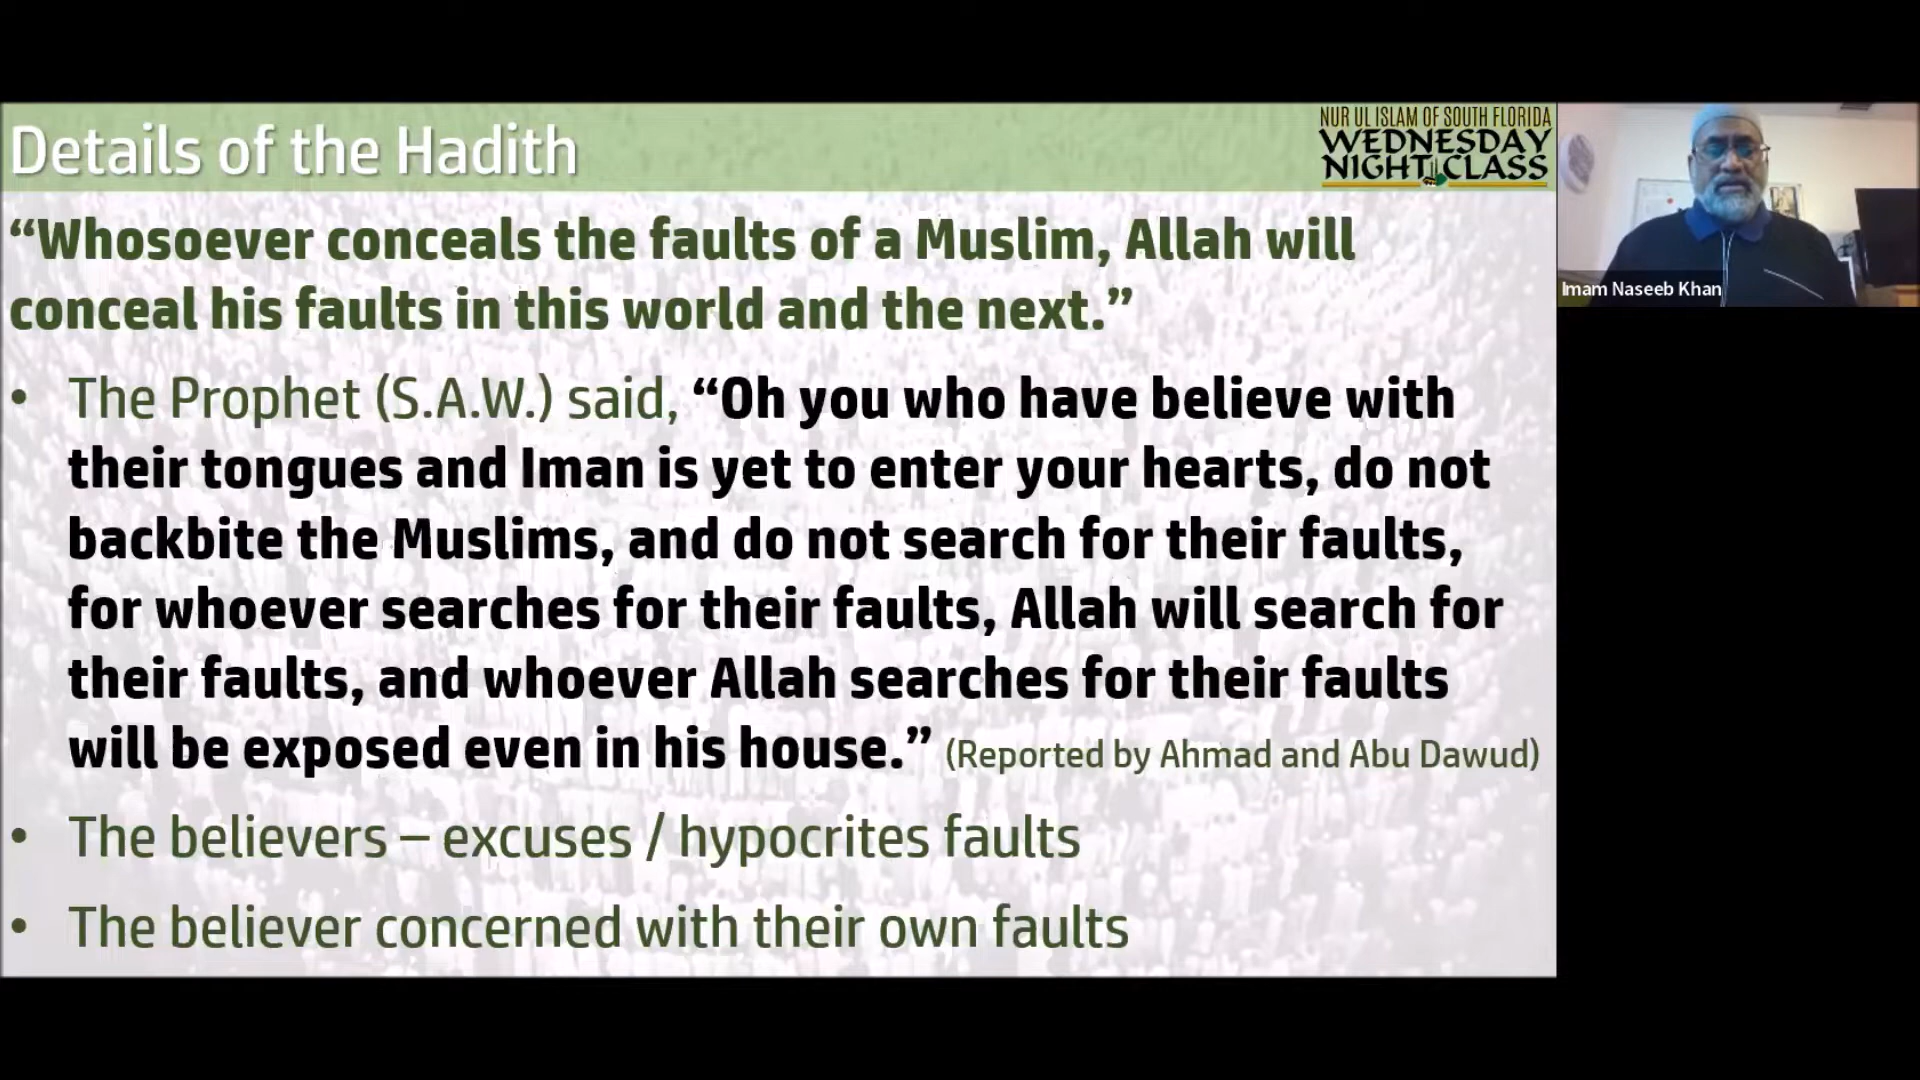 Details of the Hadith
NUR UL ISLAM OF SOUTH FLORIDA
WEDNESDAY
NIGHT CLASS
“Whosoever conceals the faults of a Muslim, Allah will
conceal his faults in this world and the next.”
• The Prophet (S.A.W.) said, “Oh you who have believe with
their tongues and Iman is yet to enter your hearts, do not
backbite the Muslims, and do not search for their faults,
for whoever searches for their faults, Allah will search for
their faults, and whoever Allah searches for their faults
will be exposed even in his house.” (Reported by Ahmad and Abu Dawud)
• The believers – excuses / hypocrites faults
• The believer concerned with their own faults
Imam Naseeb Khan